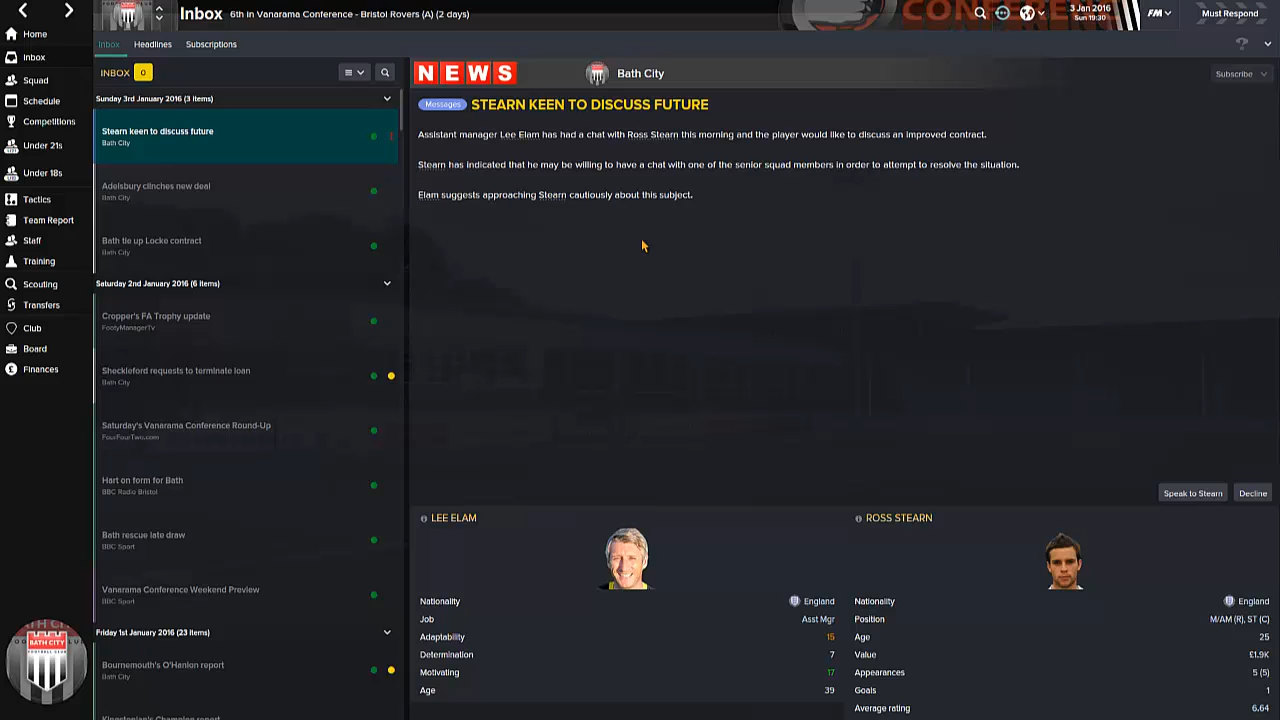 Inbox
6th in Vanarama Conference - Bristol Rovers (A) (2 days)
3 Jan 2016
Sun 19:30
FM
Must Respond
Home
Inbox
Squad
Schedule
Competitions
Under 21s
Under 18s
Tactics
Team Report
Staff
Training
Scouting
Transfers
Club
Board
Finances
BATH CITY
Inbox
Headlines
Subscriptions
INBOX 0
Sunday 3rd January 2016 (3 items)
Stearn keen to discuss future
Bath City
Adelsbury clinches new deal
Bath City
Bath tie up Locke contract
Bath City
Saturday 2nd January 2016 (6 items)
Cropper's FA Trophy update
FootyManagerTv
Sheckleford requests to terminate loan
Bath City
Saturday's Vanarama Conference Round-Up
FourFourTwo.com
Hart on form for Bath
BBC Radio Bristol
Bath rescue late draw
BBC Sport
Vanarama Conference Weekend Preview
BBC Sport
Friday 1st January 2016 (23 items)
Bournemouth's O'Hanlon report
Bath City
Kingstonian's Champion report
NEWS
Bath City
Subscribe
Messages
STEARN KEEN TO DISCUSS FUTURE
Assistant manager Lee Elam has had a chat with Ross Stearn this morning and the player would like to discuss an improved contract.
Stearn has indicated that he may be willing to have a chat with one of the senior squad members in order to attempt to resolve the situation.
Elam suggests approaching Stearn cautiously about this subject.
Speak to Stearn
Decline
LEE ELAM
Nationality England
Job Asst Mgr
Adaptability 15
Determination 7
Motivating 17
Age 39
ROSS STEARN
Nationality England
Position M/AM (R), ST (C)
Age 25
Value £1.9K
Appearances 5 (5)
Goals 1
Average rating 6.64